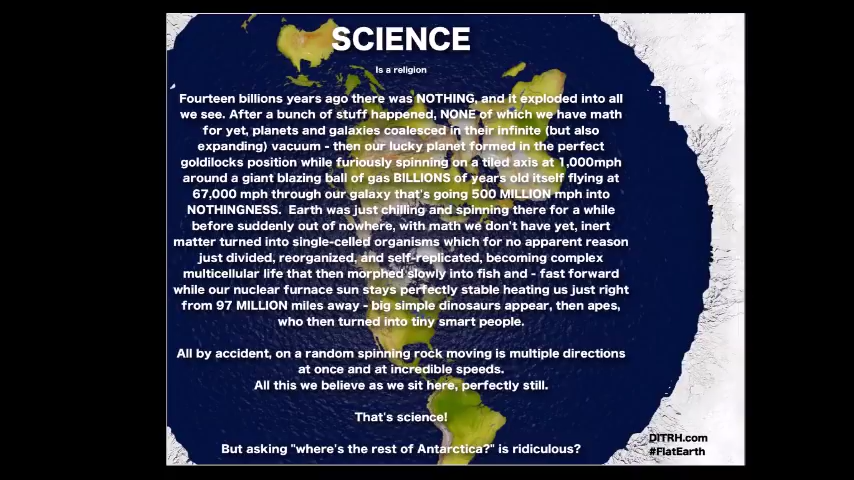 SCIENCE
Is a religion
Fourteen billions years ago there was NOTHING, and it exploded into all
we see. After a bunch of stuff happened, NONE of which we have math
for yet, planets and galaxies coalesced in their infinite (but also
expanding) vacuum - then our lucky planet formed in the perfect
goldilocks position while furiously spinning on a tiled axis at 1,000mph
around a giant blazing ball of gas BILLIONS of years old itself flying at
67,000 mph through our galaxy that's going 500 MILLION mph into
NOTHINGNESS. Earth was just chilling and spinning there for a while
before suddenly out of nowhere, with math we don't have yet, inert
matter turned into single-celled organisms which for no apparent reason
just divided, reorganized, and self-replicated, becoming complex
multicellular life that then morphed slowly into fish and - fast forward
while our nuclear furnace sun stays perfectly stable heating us just right
from 97 MILLION miles away - big simple dinosaurs appear, then apes,
who then turned into tiny smart people.
All by accident, on a random spinning rock moving is multiple directions
at once and at incredible speeds.
All this we believe as we sit here, perfectly still.
That's science!
But asking "where's the rest of Antarctica?" is ridiculous?
DITRH.com
#FlatEarth